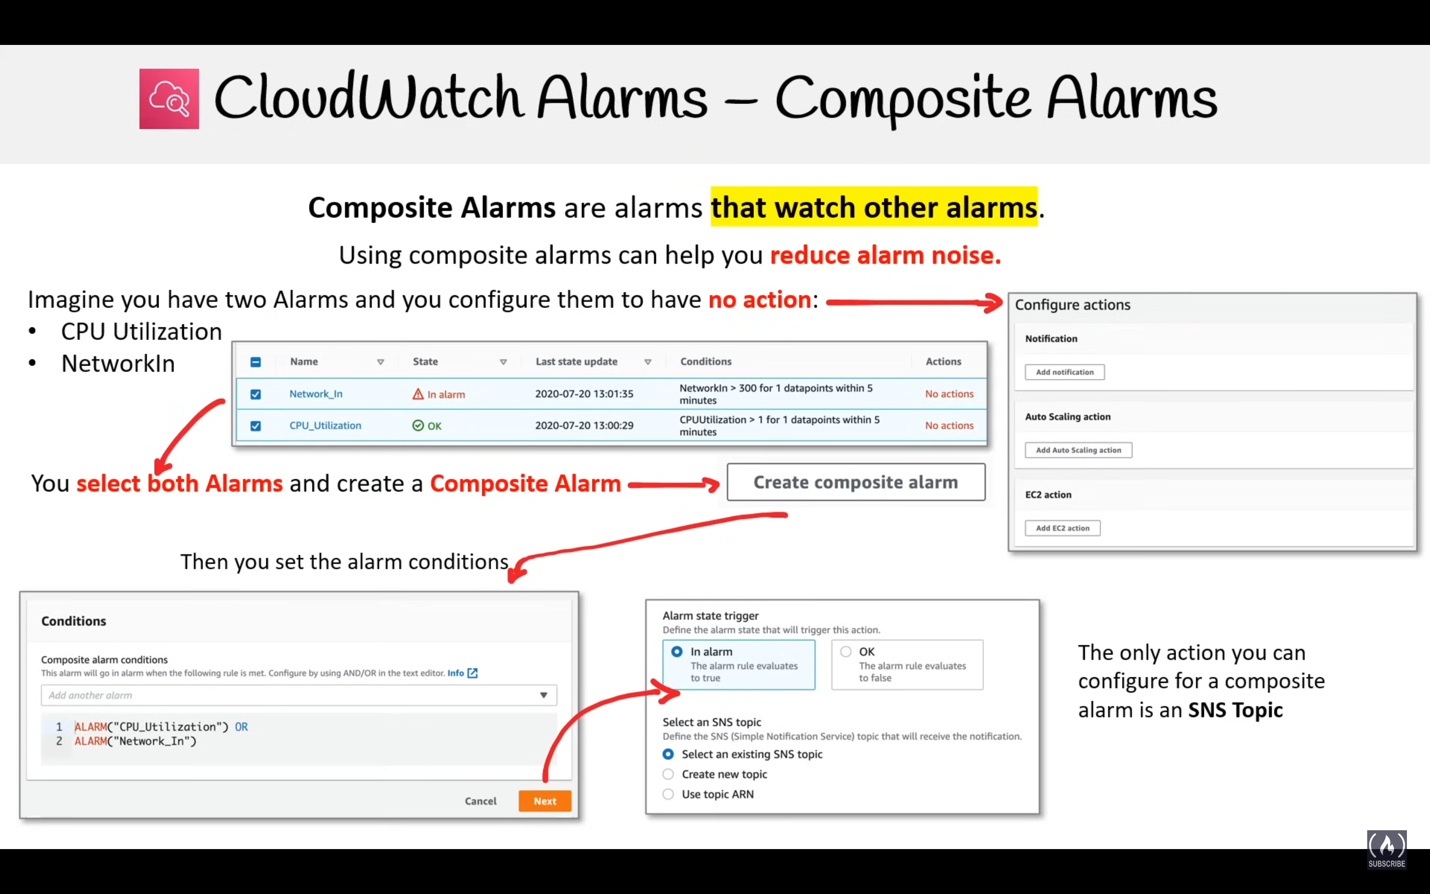 CloudWatch Alarms – Composite Alarms
Composite Alarms are alarms that watch other alarms.
Using composite alarms can help you reduce alarm noise.
Imagine you have two Alarms and you configure them to have no action:
• CPU Utilization
• NetworkIn
Configure actions
Notification
Add notification
Auto Scaling action
Add Auto Scaling action
EC2 action
Add EC2 action
Name State Last state update Conditions Actions
Network_In In alarm 2020-07-20 13:01:35 NetworkIn > 300 for 1 datapoints within 5 No actions
minutes
CPU_Utilization OK 2020-07-20 13:00:29 CPUUtilization > 1 for 1 datapoints within 5 No actions
minutes
You select both Alarms and create a Composite Alarm
Create composite alarm
Then you set the alarm conditions
Conditions
Composite alarm conditions
This alarm will go in alarm when the following rule is met. Configure by using AND/OR in the text editor. Info
Add another alarm
1 ALARM("CPU_Utilization") OR
2 ALARM("Network_In")
Cancel Next
Alarm state trigger
Define the alarm state that will trigger this action.
In alarm
The alarm rule evaluates
to true
OK
The alarm rule evaluates
to false
Select an SNS topic
Define the SNS (Simple Notification Service) topic that will receive the notification.
Select an existing SNS topic
Create new topic
Use topic ARN
The only action you can
configure for a composite
alarm is an SNS Topic
SUBSCRIBE